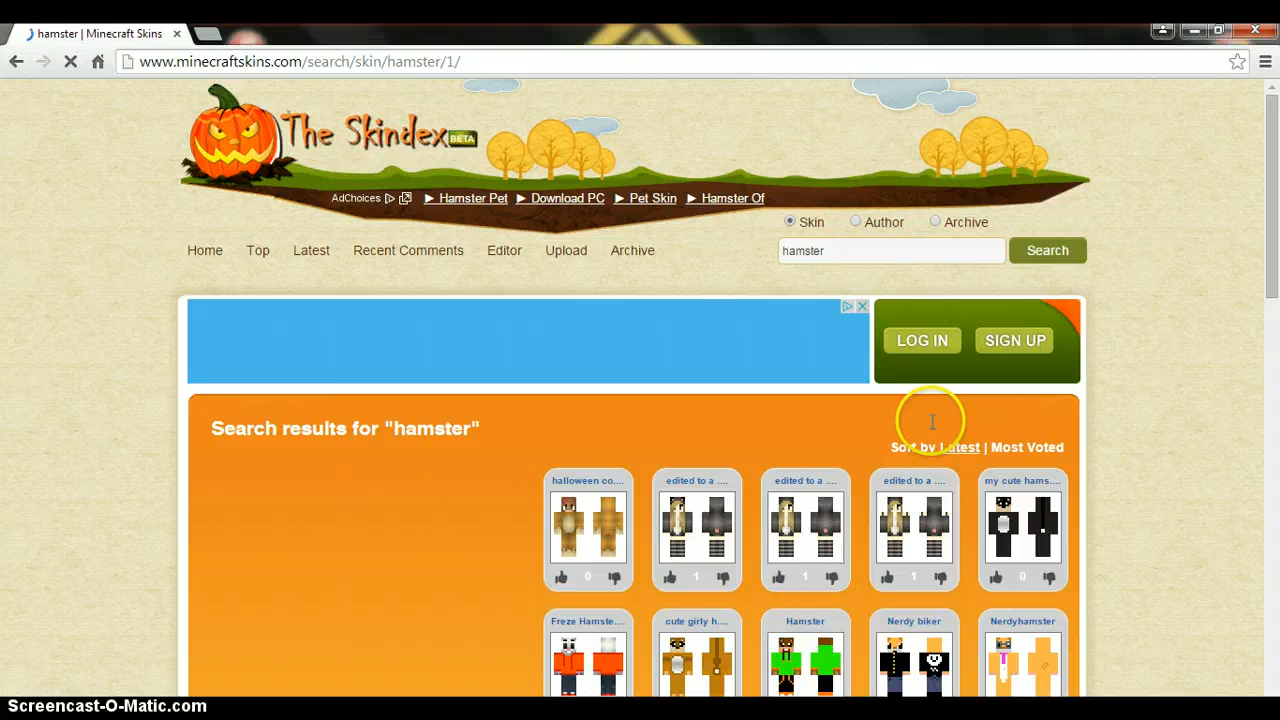 hamster | Minecraft Skins
www.minecraftskins.com/search/skin/hamster/1/
The Skindex BETA
AdChoices Hamster Pet Download PC Pet Skin Hamster Of
Skin Author Archive
Home Top Latest Recent Comments Editor Upload Archive hamster Search
LOG IN SIGN UP
Search results for "hamster"
Sort by Latest | Most Voted
halloween co.... edited to a .... edited to a .... edited to a .... my cute hams....
0 1 1 1 0
Freze Hamste.... cute girly h.... Hamster Nerdy biker Nerdyhamster
Screencast-O-Matic.com